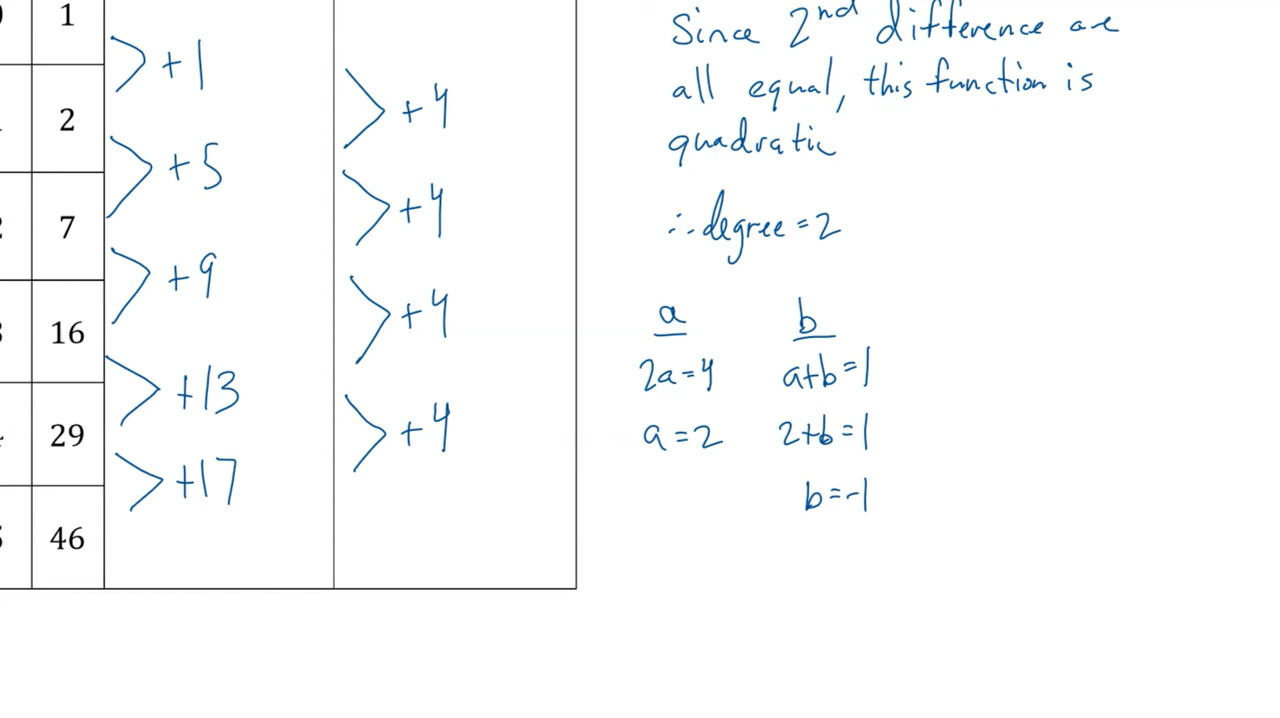 1
+1
2
+4
+5
7
+4
+9
16
+4
+13
29
+4
+17
46
Since 2nd difference are
all equal, this function is
quadratic
∴ degree = 2
a b
2a = 4 a+b = 1
a = 2 2+b = 1
b = -1